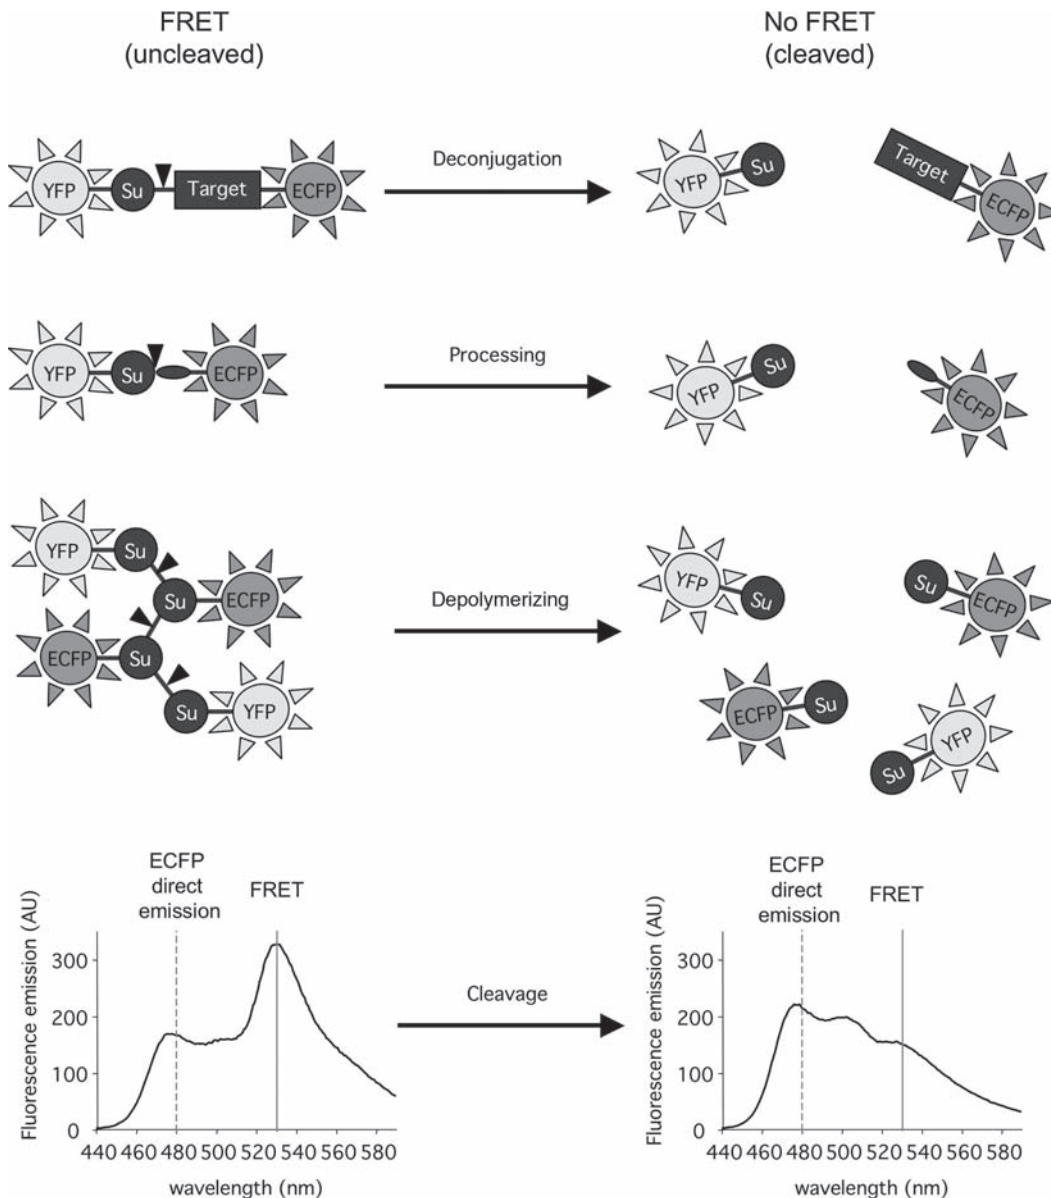 FRET
(uncleaved)
No FRET
(cleaved)
YFP
Su
Target
ECFP
Deconjugation
YFP
Su
Target
ECFP
YFP
Su
ECFP
Processing
YFP
Su
ECFP
YFP
Su
Su
ECFP
ECFP
Su
Su
YFP
Depolymerizing
YFP
Su
Su
ECFP
ECFP
Su
Su
YFP
ECFP
direct
emission
FRET
Fluorescence emission (AU)
300
200
100
0
440 460 480 500 520 540 560 580
wavelength (nm)
Cleavage
ECFP
direct
emission
FRET
Fluorescence emission (AU)
300
200
100
0
440 460 480 500 520 540 560 580
wavelength (nm)